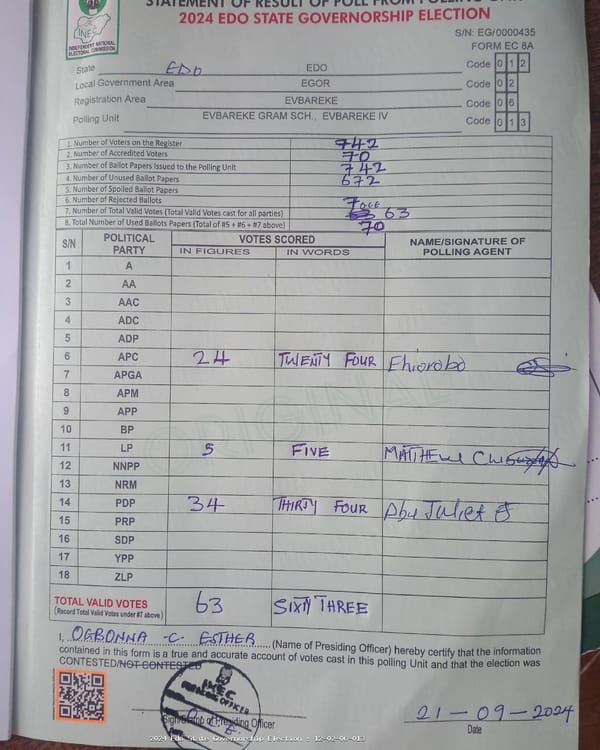 STATEMENT OF RESULT OF POLL FROM POLLING UNIT
2024 EDO STATE GOVERNORSHIP ELECTION
INEC
INDEPENDENT NATIONAL ELECTORAL COMMISSION
S/N: EG/0000435
FORM EC 8A
State EDO EDO Code 0 1 2
Local Government Area EGOR Code 0 2
Registration Area EVBAREKE Code 0 6
Polling Unit EVBAREKE GRAM SCH., EVBAREKE IV Code 0 1 3
1. Number of Voters on the Register 742
2. Number of Accredited Voters 70
3. Number of Ballot Papers Issued to the Polling Unit 742
4. Number of Unused Ballot Papers 672
5. Number of Spoiled Ballot Papers
6. Number of Rejected Ballots 7
7. Number of Total Valid Votes (Total Valid Votes cast for all parties) 63
8. Total Number of Used Ballots Papers (Total of #5 + #6 + #7 above) 70
S/N POLITICAL PARTY VOTES SCORED NAME/SIGNATURE OF POLLING AGENT
IN FIGURES IN WORDS
1 A
2 AA
3 AAC
4 ADC
5 ADP
6 APC 24 TWENTY FOUR Ehiorobo
7 APGA
8 APM
9 APP
10 BP
11 LP 5 FIVE MATTHEW
12 NNPP
13 NRM
14 PDP 34 THIRTY FOUR Abu Juliet
15 PRP
16 SDP
17 YPP
18 ZLP
TOTAL VALID VOTES 63 SIXTY THREE
(Record Total Valid Votes under #7 above)
ORIGINAL
I, OGBONNA -C- ESTHER (Name of Presiding Officer) hereby certify that the information
contained in this form is a true and accurate account of votes cast in this polling Unit and that the election was
CONTESTED/NOT CONTESTED
INEC
PRESIDING OFFICER
Sign/Stamp of Presiding Officer
21-09-2024
Date
2024 Edo State Governorship Election : 12-02-06-013